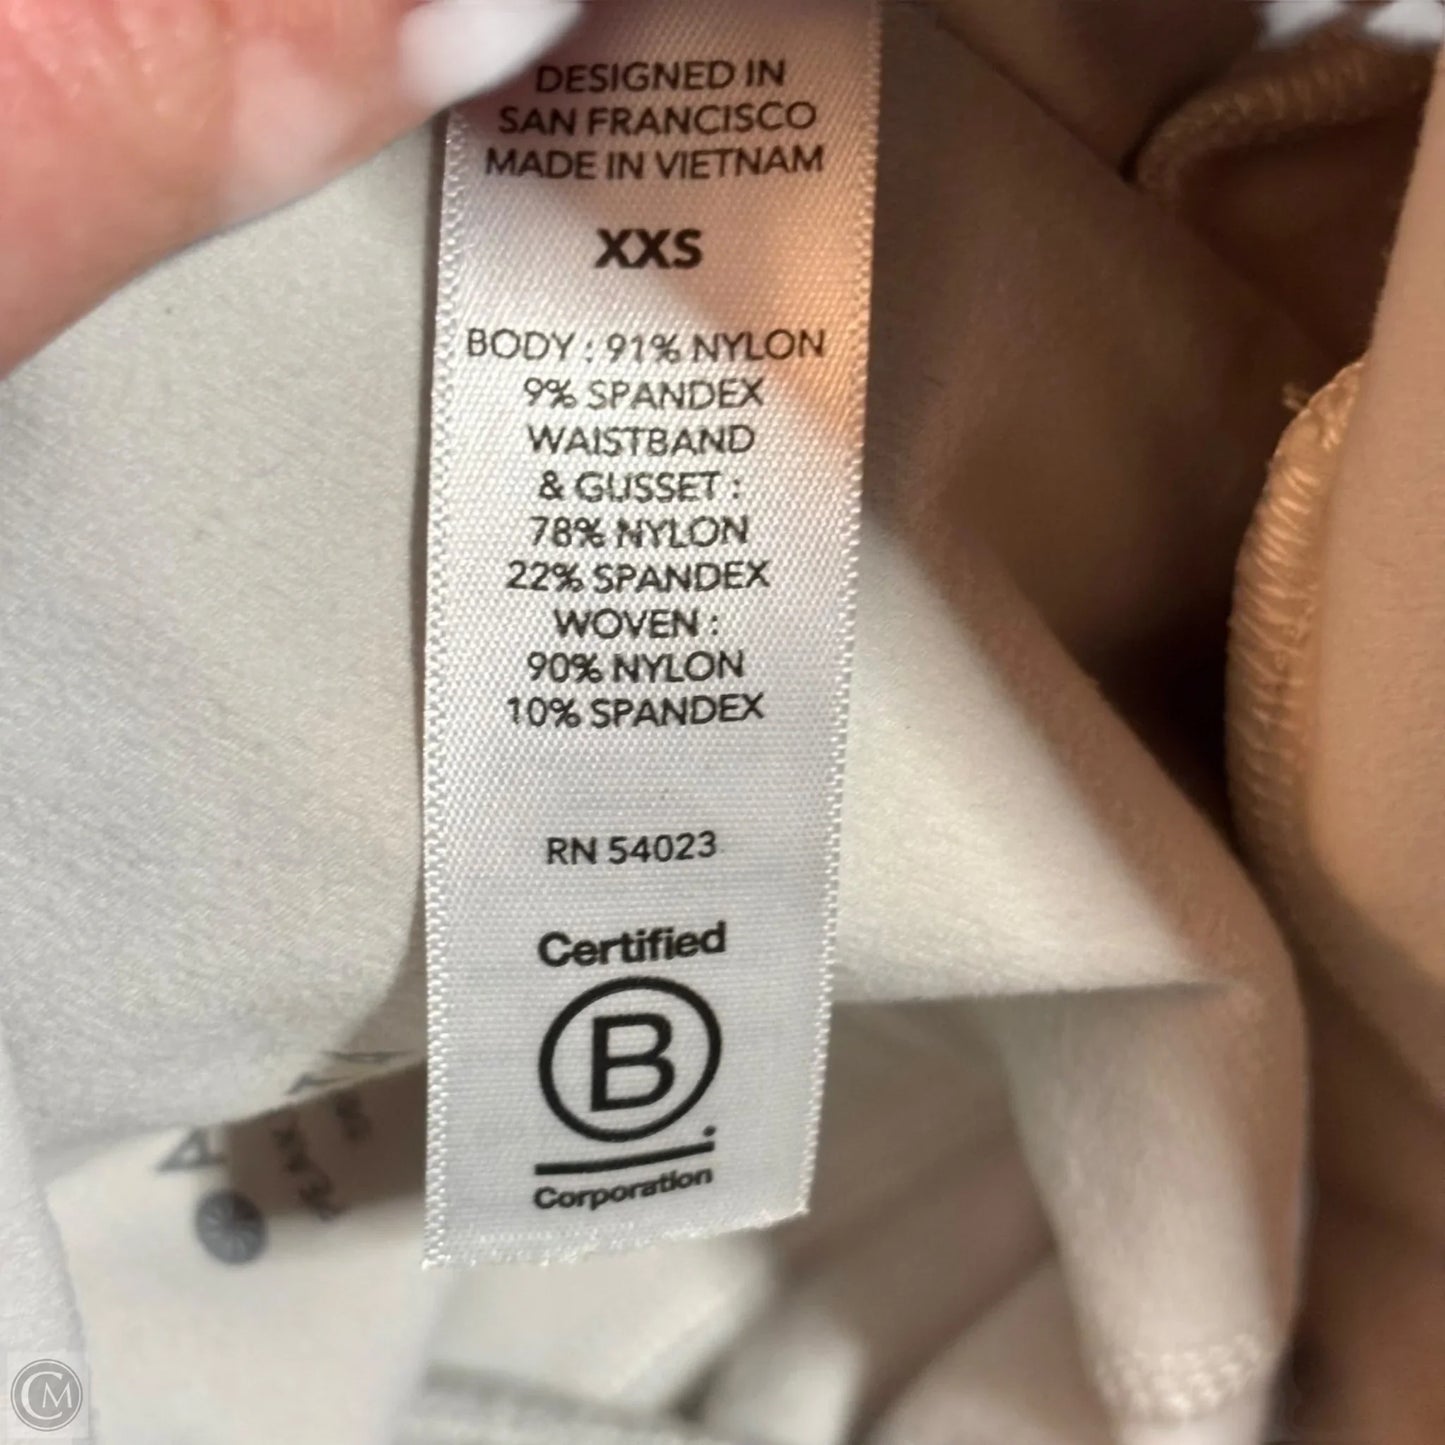 DESIGNED IN
SAN FRANCISCO
MADE IN VIETNAM
XXS
BODY : 91% NYLON
9% SPANDEX
WAISTBAND
& GUSSET :
78% NYLON
22% SPANDEX
WOVEN :
90% NYLON
10% SPANDEX
RN 54023
Certified
B
Corporation
CM